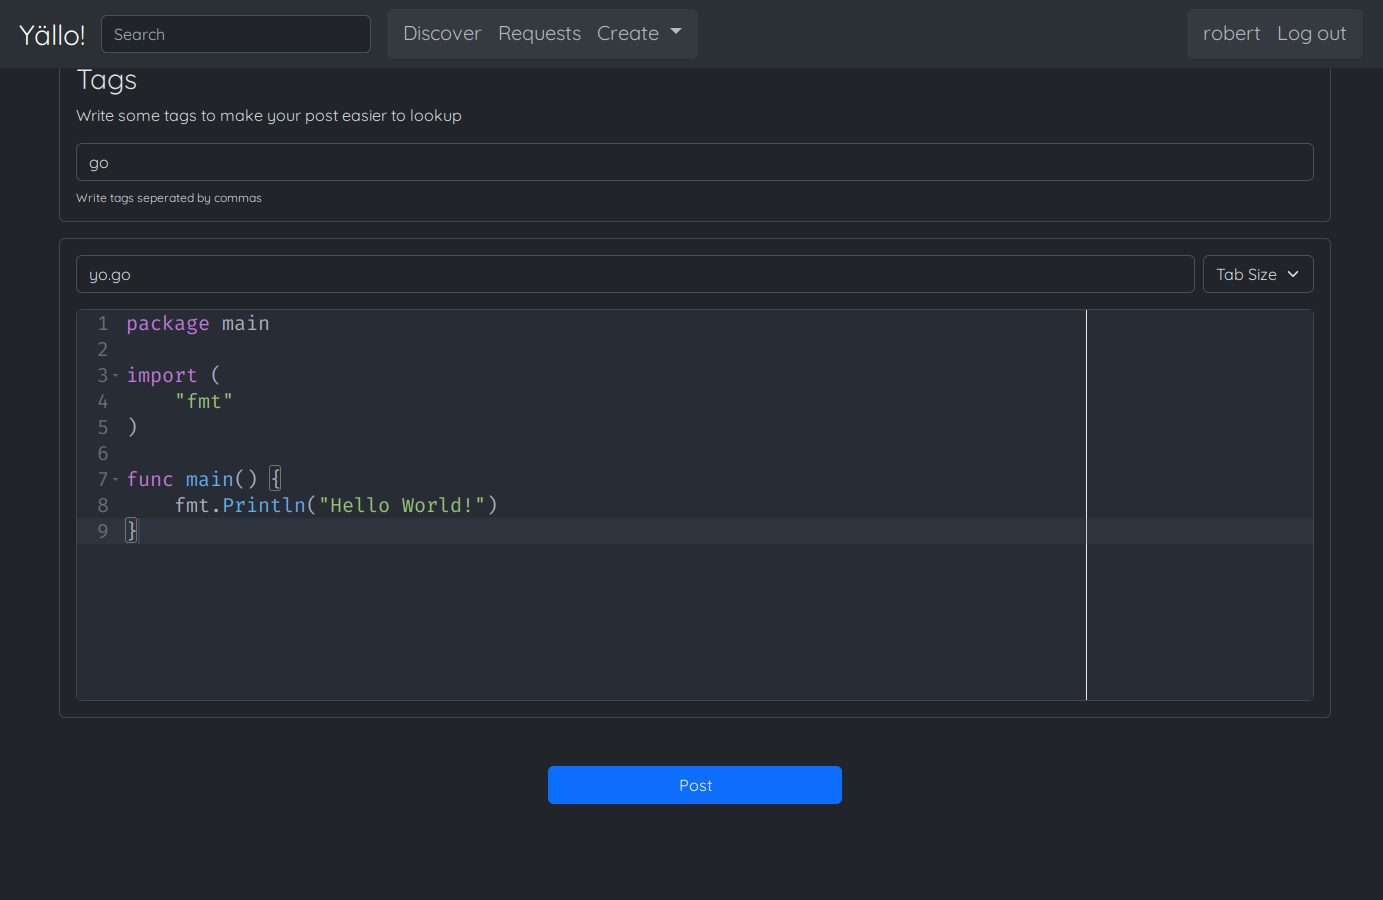 Yällo! Search Discover Requests Create robert Log out
Tags
Write some tags to make your post easier to lookup
go
Write tags seperated by commas
yo.go Tab Size
1 package main
2
3 import (
4     "fmt"
5 )
6
7 func main() {
8     fmt.Println("Hello World!")
9 }
Post